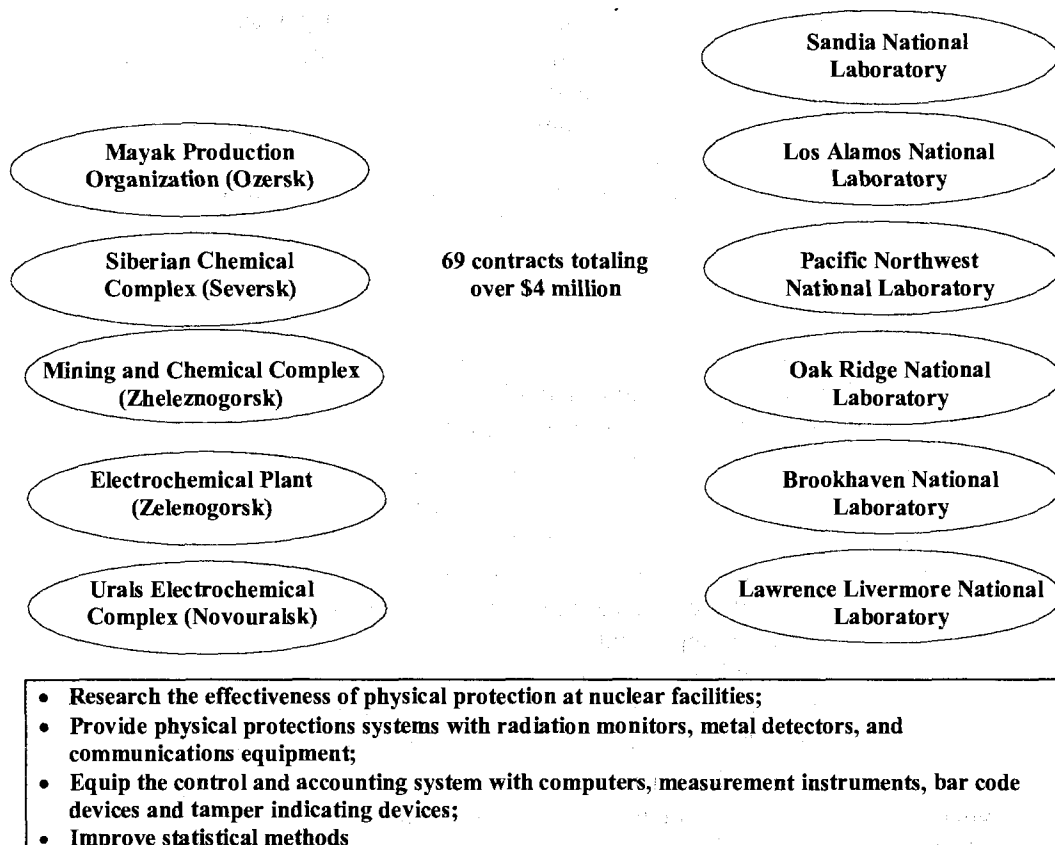 Sandia National
Laboratory
Mayak Production
Organization (Ozersk)
Los Alamos National
Laboratory
Siberian Chemical
Complex (Seversk)
69 contracts totaling
over $4 million
Pacific Northwest
National Laboratory
Mining and Chemical Complex
(Zheleznogorsk)
Oak Ridge National
Laboratory
Electrochemical Plant
(Zelenogorsk)
Brookhaven National
Laboratory
Urals Electrochemical
Complex (Novouralsk)
Lawrence Livermore National
Laboratory
• Research the effectiveness of physical protection at nuclear facilities;
• Provide physical protections systems with radiation monitors, metal detectors, and
communications equipment;
• Equip the control and accounting system with computers, measurement instruments, bar code
devices and tamper indicating devices;
• Improve statistical methods